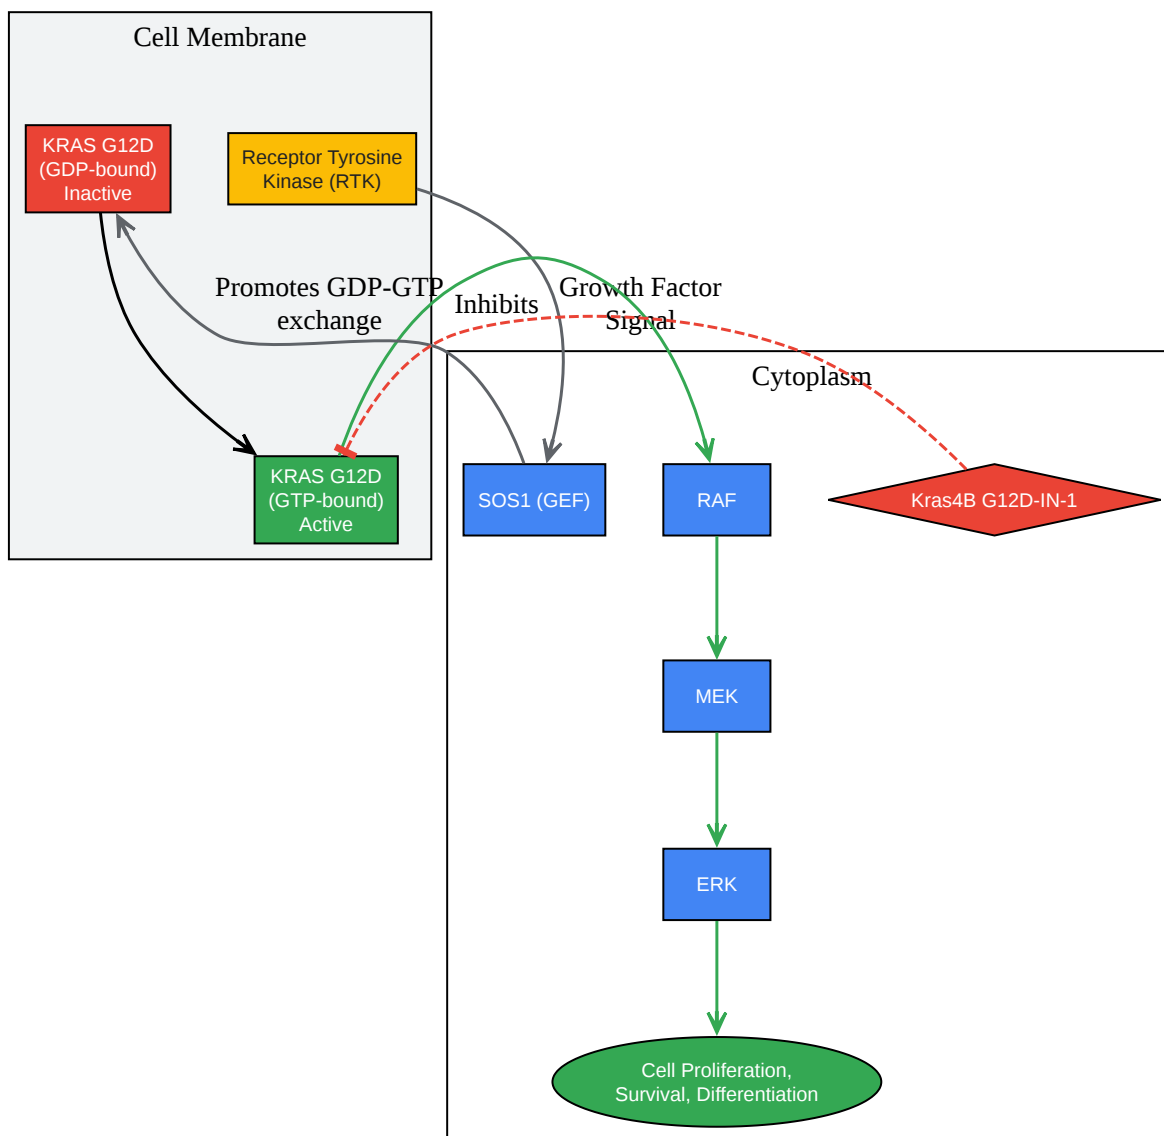 Cell Membrane
KRAS G12D
(GDP-bound)
Inactive
Receptor Tyrosine
Kinase (RTK)
Promotes GDP-GTP
exchange
Inhibits
Growth Factor
Signal
Cytoplasm
KRAS G12D
(GTP-bound)
Active
SOS1 (GEF)
RAF
Kras4B G12D-IN-1
MEK
ERK
Cell Proliferation,
Survival, Differentiation